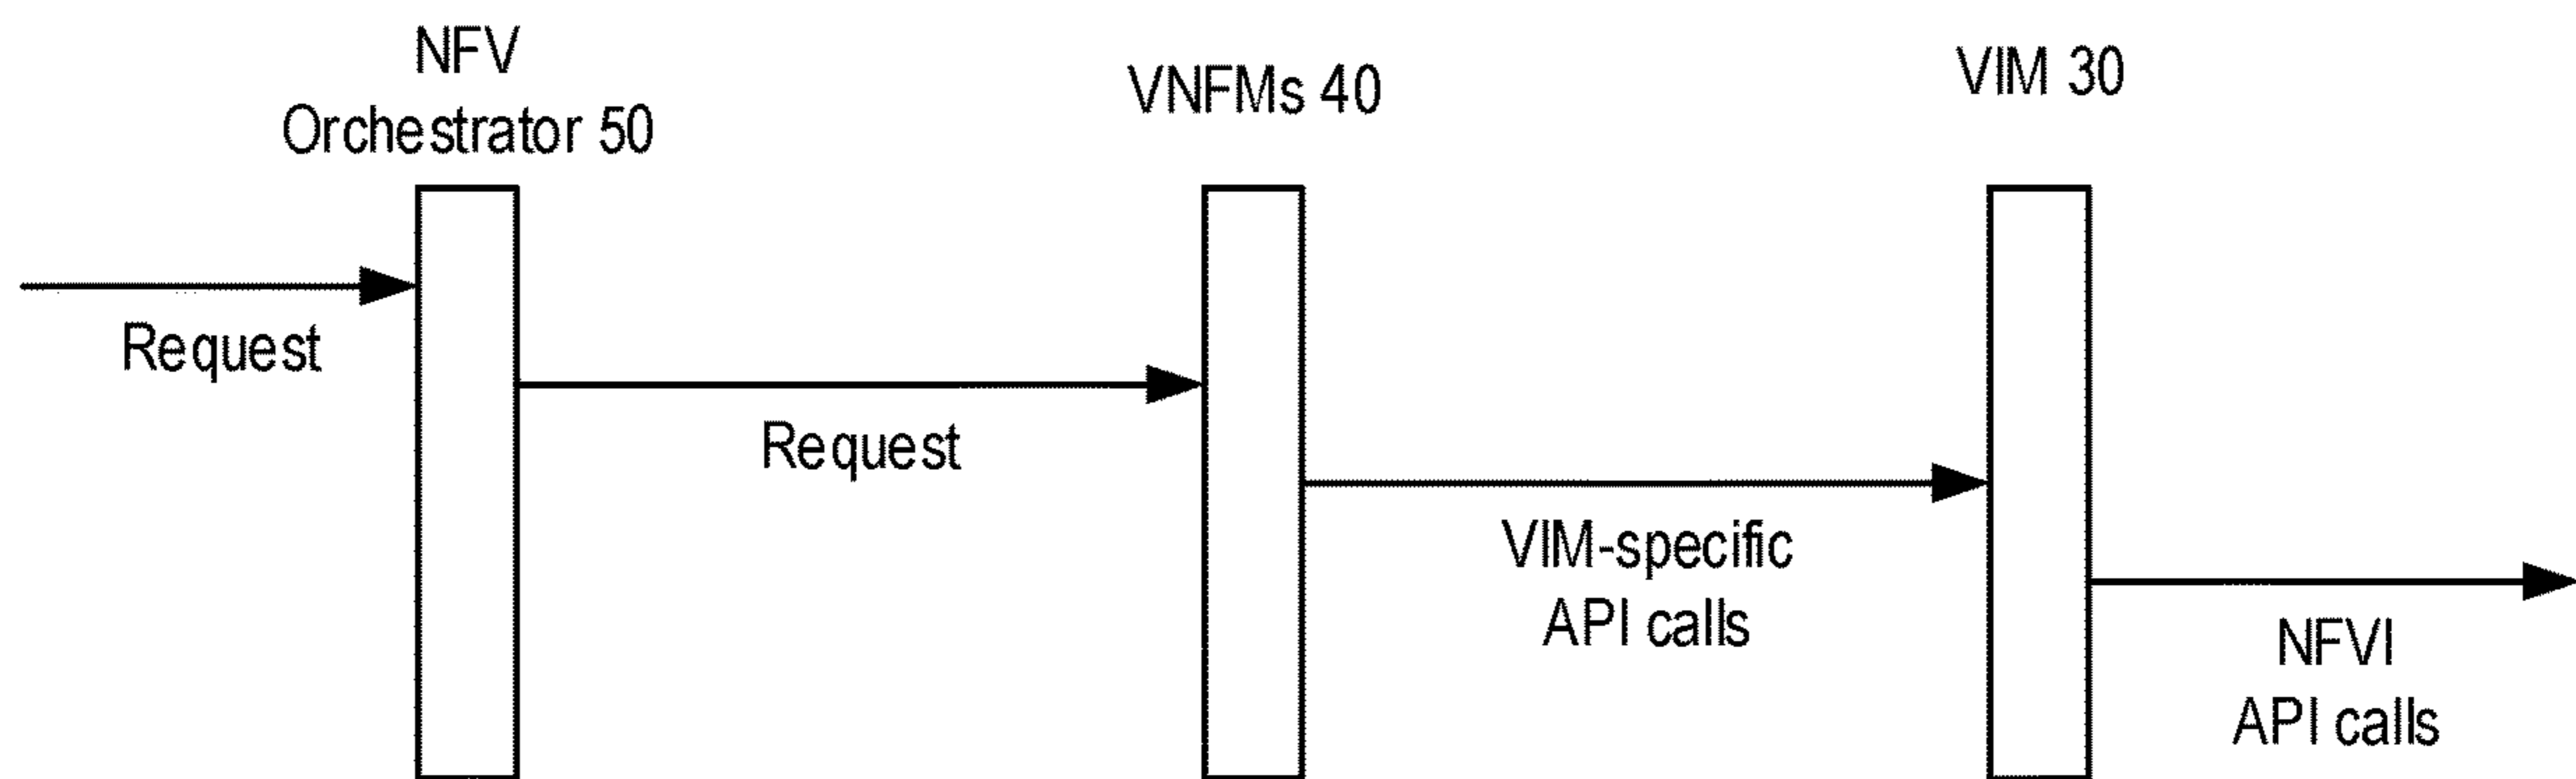 NFV
Orchestrator 50
VNFMs 40
VIM 30
Request
Request
VIM-specific
API calls
NFVI
API calls